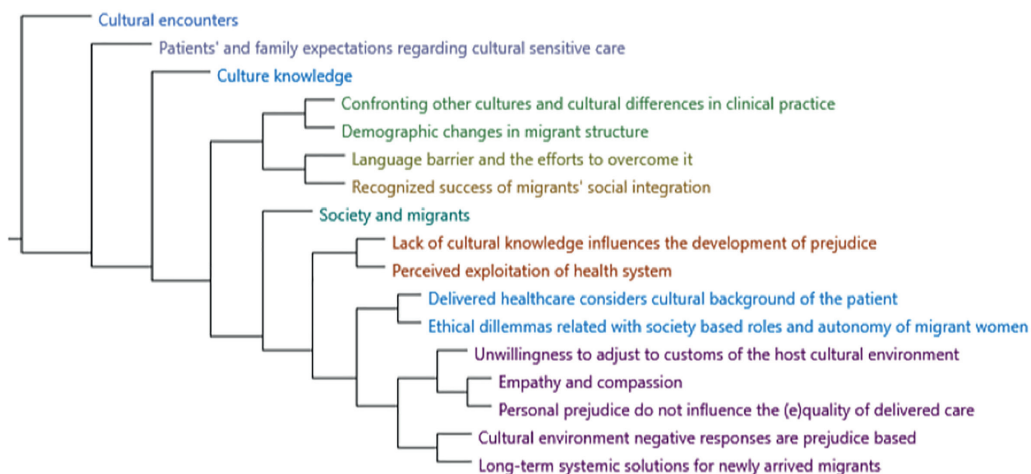 Cultural encounters
Patients' and family expectations regarding cultural sensitive care
Culture knowledge
Confronting other cultures and cultural differences in clinical practice
Demographic changes in migrant structure
Language barrier and the efforts to overcome it
Recognized success of migrants' social integration
Society and migrants
Lack of cultural knowledge influences the development of prejudice
Perceived exploitation of health system
Delivered healthcare considers cultural background of the patient
Ethical dillemmas related with society based roles and autonomy of migrant women
Unwillingness to adjust to customs of the host cultural environment
Empathy and compassion
Personal prejudice do not influence the (e)quality of delivered care
Cultural environment negative responses are prejudice based
Long-term systemic solutions for newly arrived migrants